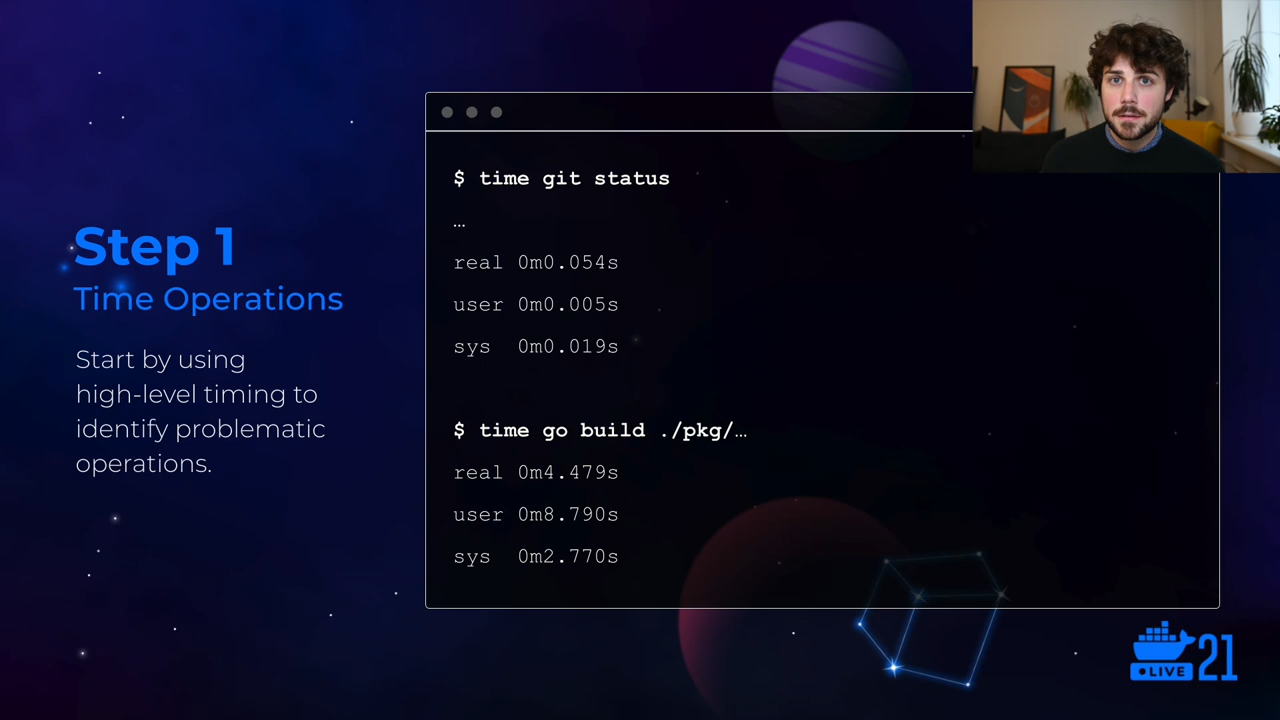 Step 1
Time Operations
Start by using
high-level timing to
identify problematic
operations.
$ time git status
…
real 0m0.054s
user 0m0.005s
sys 0m0.019s
$ time go build ./pkg/…
real 0m4.479s
user 0m8.790s
sys 0m2.770s
LIVE 21